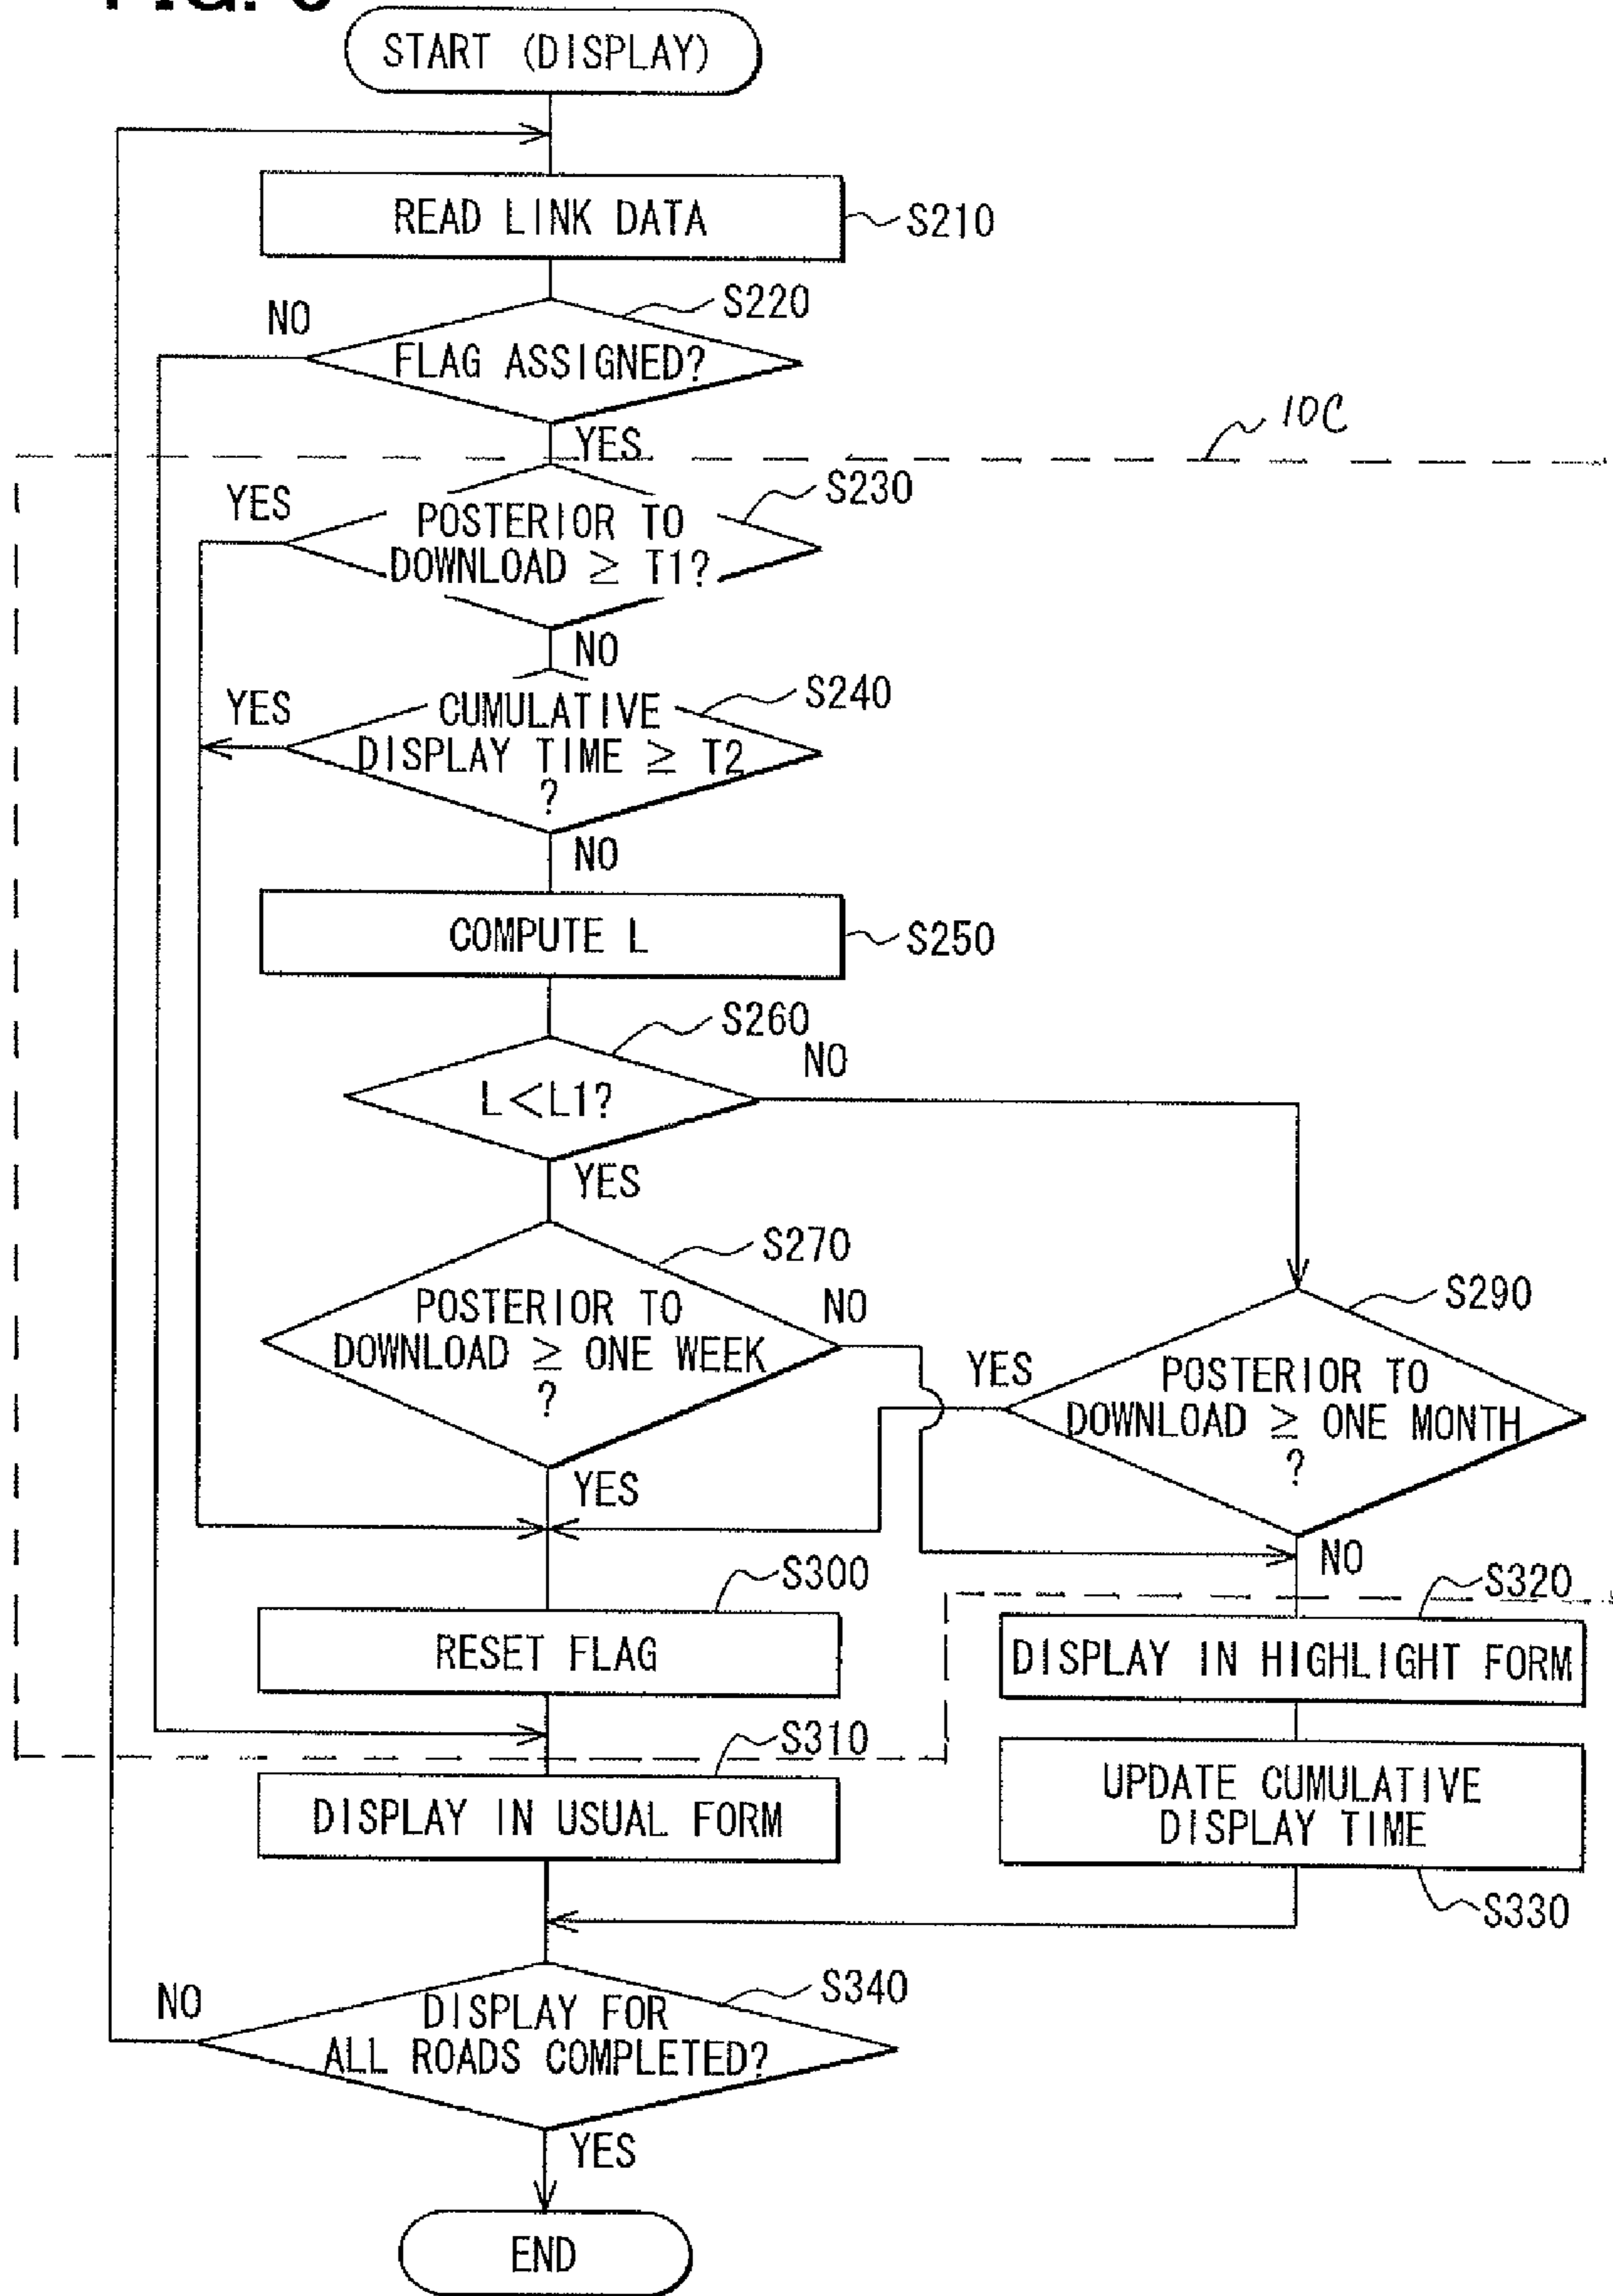 START (DISPLAY)
READ LINK DATA
S210
S220
NO
FLAG ASSIGNED?
YES
10C
S230
YES
POSTERIOR TO
DOWNLOAD ≥ T1?
NO
S240
YES
CUMULATIVE
DISPLAY TIME ≥ T2
?
NO
COMPUTE L
S250
S260
NO
L<L1?
YES
S270
POSTERIOR TO
DOWNLOAD ≥ ONE WEEK
?
NO
YES
S290
YES
POSTERIOR TO
DOWNLOAD ≥ ONE MONTH
?
NO
S300
RESET FLAG
S320
DISPLAY IN HIGHLIGHT FORM
S310
DISPLAY IN USUAL FORM
UPDATE CUMULATIVE
DISPLAY TIME
S330
S340
NO
DISPLAY FOR
ALL ROADS COMPLETED?
YES
END